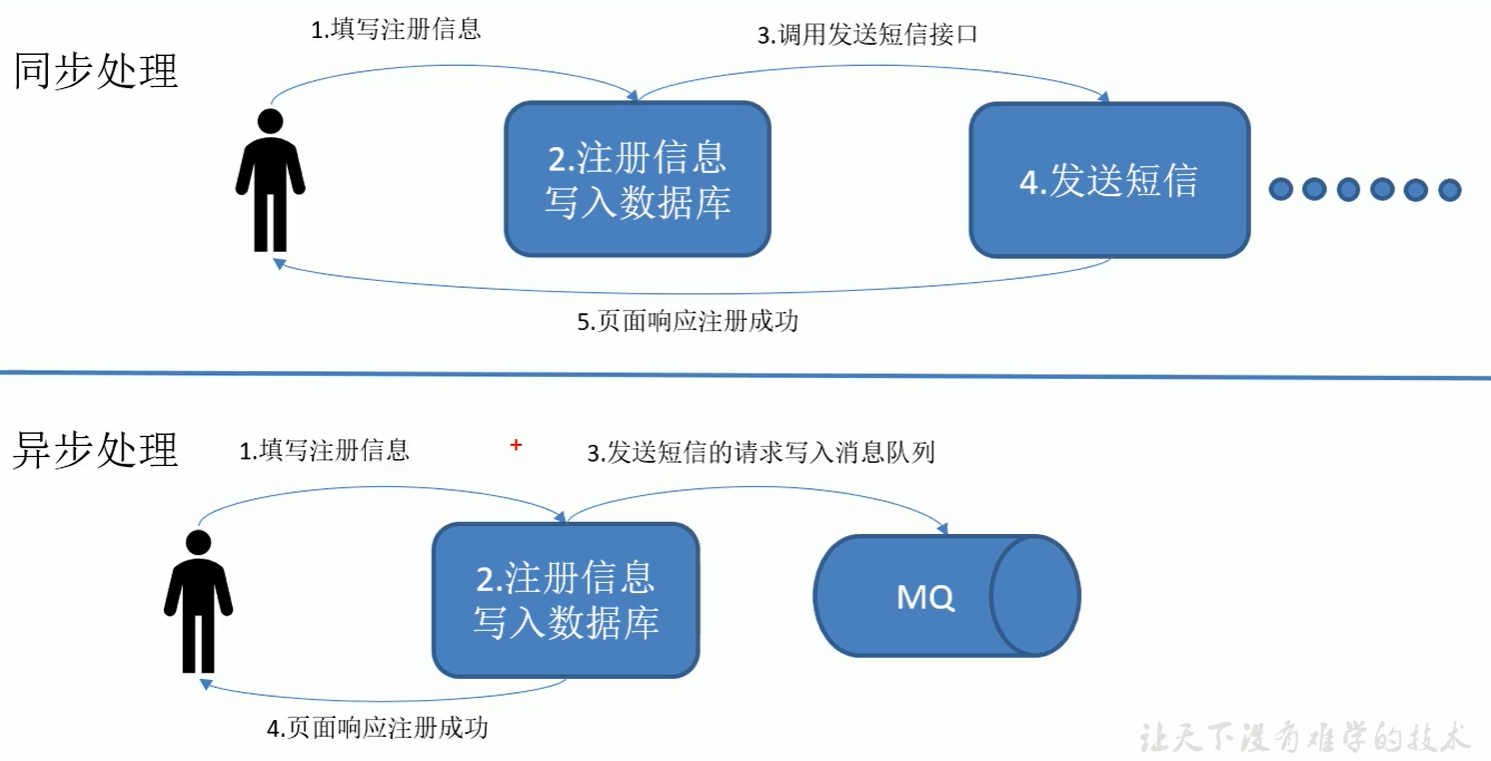 1.填写注册信息
3.调用发送短信接口
同步处理
2.注册信息
写入数据库
4.发送短信
5.页面响应注册成功
异步处理
1.填写注册信息
3.发送短信的请求写入消息队列
2.注册信息
写入数据库
MQ
4.页面响应注册成功
让天下没有难学的技术